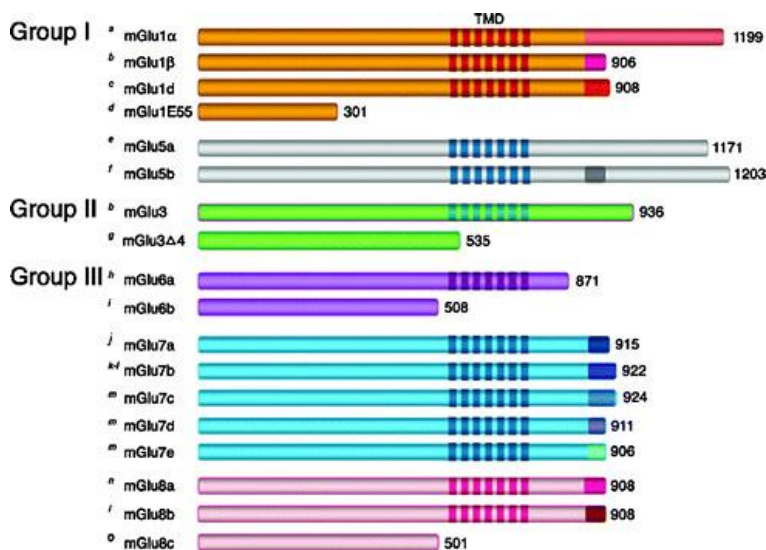 TMD
Group I a mGlu1α 1199
b mGlu1β 906
c mGlu1d 908
d mGlu1E55 301
e mGlu5a 1171
f mGlu5b 1203
Group II b mGlu3 936
g mGlu3Δ4 535
Group III h mGlu6a 871
i mGlu6b 508
j mGlu7a 915
k-l mGlu7b 922
m mGlu7c 924
m mGlu7d 911
m mGlu7e 906
n mGlu8a 908
mGlu8b 908
o mGlu8c 501